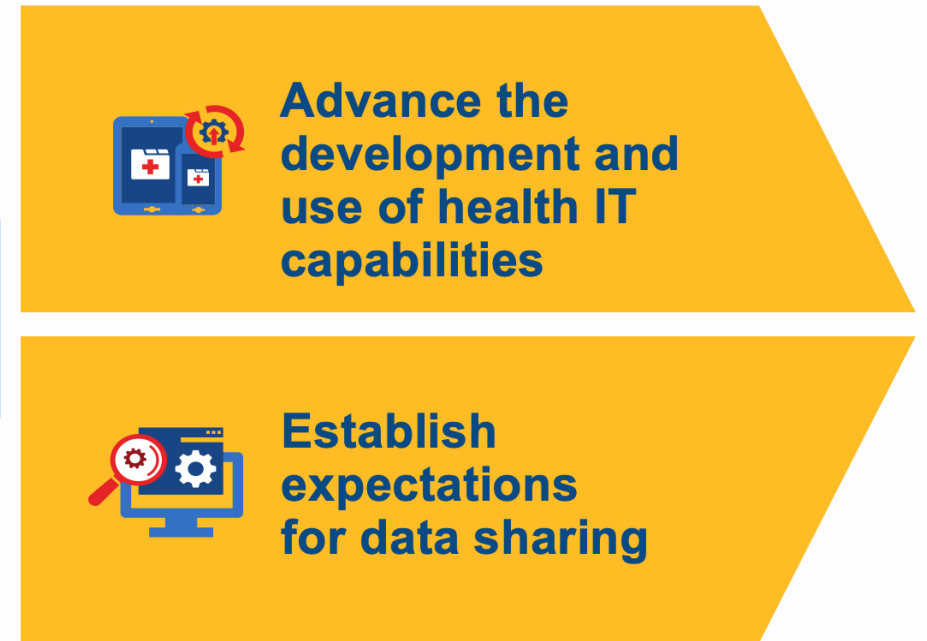 Advance the
development and
use of health IT
capabilities
Establish
expectations
for data sharing